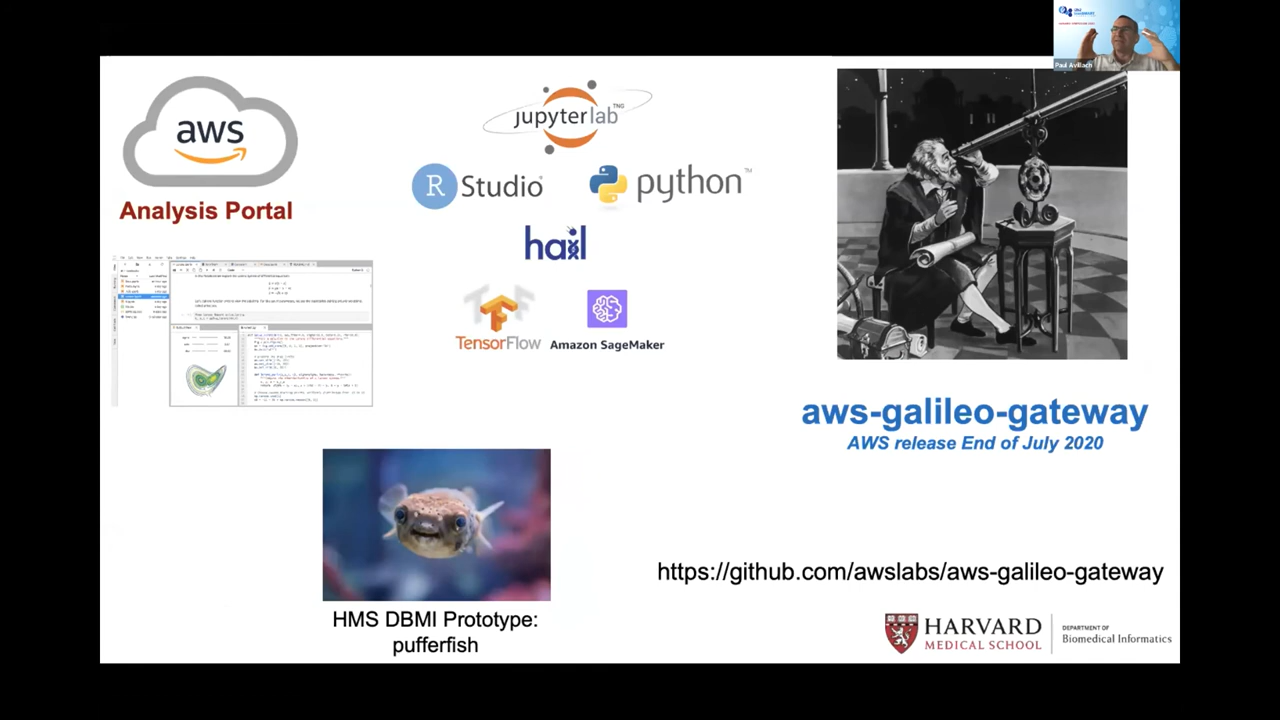 aws
Analysis Portal
jupyterlab TNG
R Studio
python TM
hail
TensorFlow
Amazon SageMaker
Paul Avillach
aws-galileo-gateway
AWS release End of July 2020
HMS DBMI Prototype:
pufferfish
https://github.com/awslabs/aws-galileo-gateway
HARVARD
MEDICAL SCHOOL
DEPARTMENT OF
Biomedical Informatics